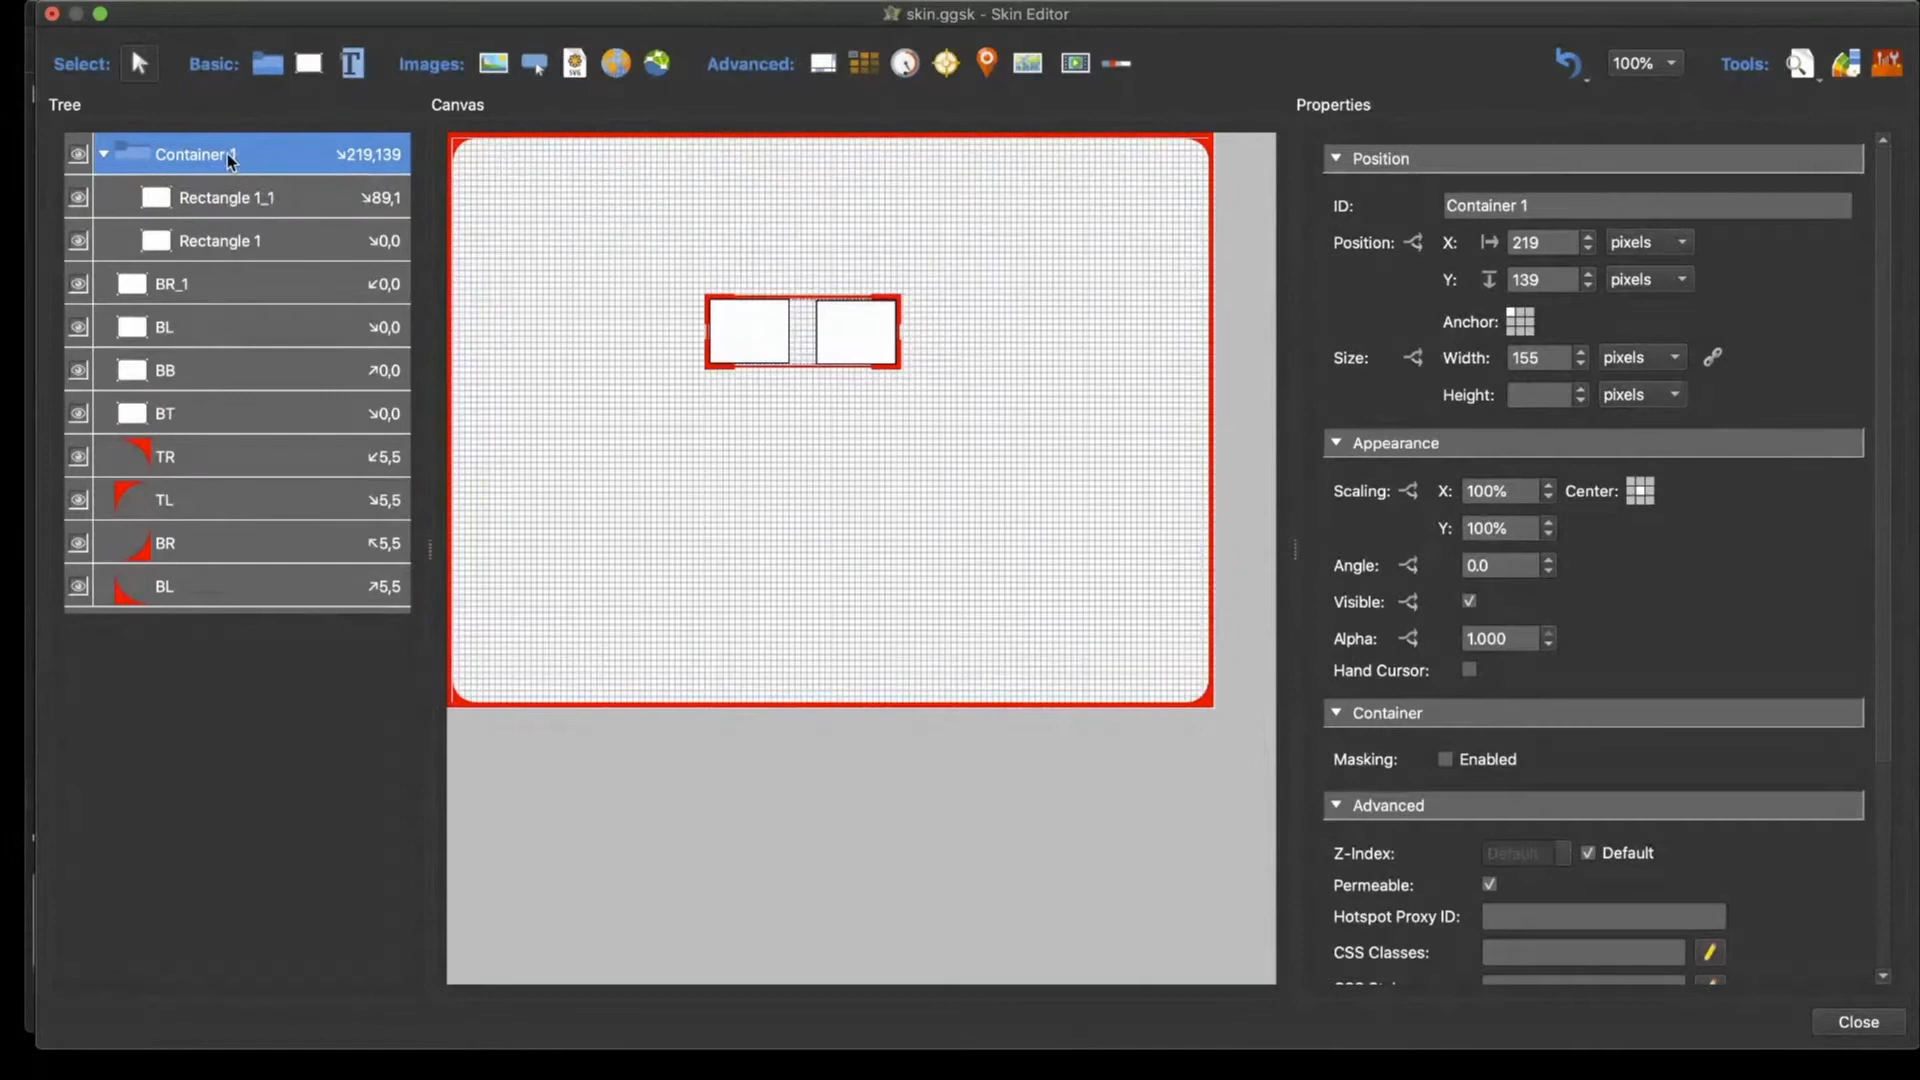 skin.ggsk - Skin Editor
Select:
Basic:
T
Images:
SVG
Advanced:
100%
Tools:
Tree
Canvas
Properties
Container 1
↘219,139
Rectangle 1_1
↘89,1
Rectangle 1
↘0,0
BR_1
↙0,0
BL
↘0,0
BB
↗0,0
BT
↘0,0
TR
↙5,5
TL
↘5,5
BR
↖5,5
BL
↗5,5
Position
ID: Container 1
Position: X: 219 pixels
Y: 139 pixels
Anchor:
Size: Width: 155 pixels
Height: pixels
Appearance
Scaling: X: 100% Center:
Y: 100%
Angle: 0.0
Visible:
Alpha: 1.000
Hand Cursor:
Container
Masking: Enabled
Advanced
Z-Index: Default Default
Permeable:
Hotspot Proxy ID:
CSS Classes:
Close